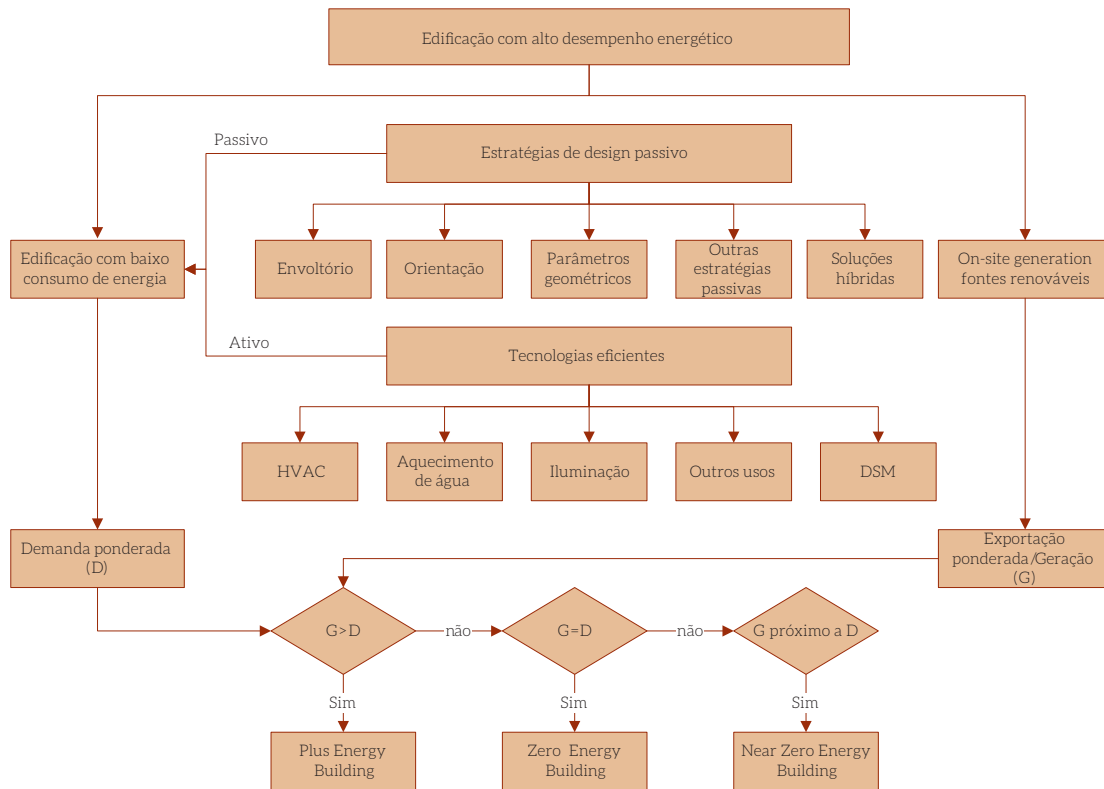 Edificação com alto desempenho energético
Passivo
Estratégias de design passivo
Edificação com baixo
consumo de energia
Envoltório
Orientação
Parâmetros
geométricos
Outras
estratégias
passivas
Soluções
híbridas
On-site generation
fontes renováveis
Ativo
Tecnologias eficientes
HVAC
Aquecimento
de água
Iluminação
Outros usos
DSM
Demanda ponderada
(D)
Exportação
ponderada/Geração
(G)
G>D
não
G=D
não
G próximo a D
Sim
Sim
Sim
Plus Energy
Building
Zero Energy
Building
Near Zero Energy
Building